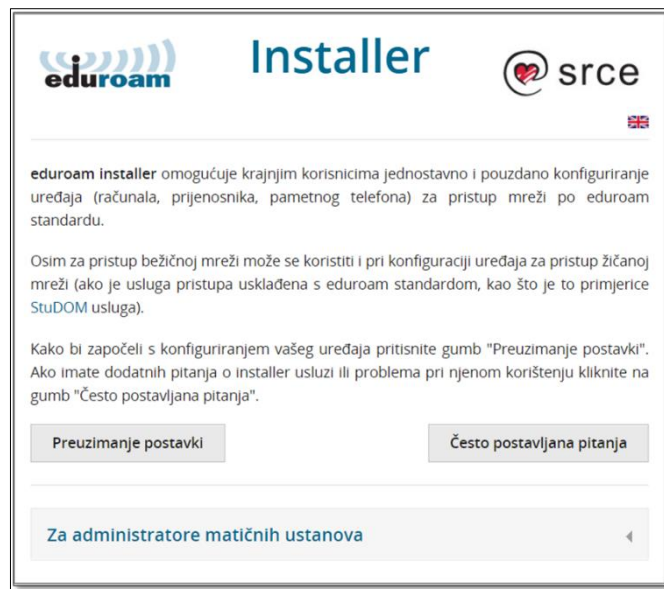 eduroam
Installer
srce
eduroam installer omogućuje krajnjim korisnicima jednostavno i pouzdano konfiguriranje
uređaja (računala, prijenosnika, pametnog telefona) za pristup mreži po eduroam
standardu.
Osim za pristup bežičnoj mreži može se koristiti i pri konfiguraciji uređaja za pristup žičanoj
mreži (ako je usluga pristupa usklađena s eduroam standardom, kao što je to primjerice
StuDOM usluga).
Kako bi započeli s konfiguriranjem vašeg uređaja pritisnite gumb "Preuzimanje postavki".
Ako imate dodatnih pitanja o installer usluzi ili problema pri njenom korištenju kliknite na
gumb "Često postavljana pitanja".
Preuzimanje postavki
Često postavljana pitanja
Za administratore matičnih ustanova